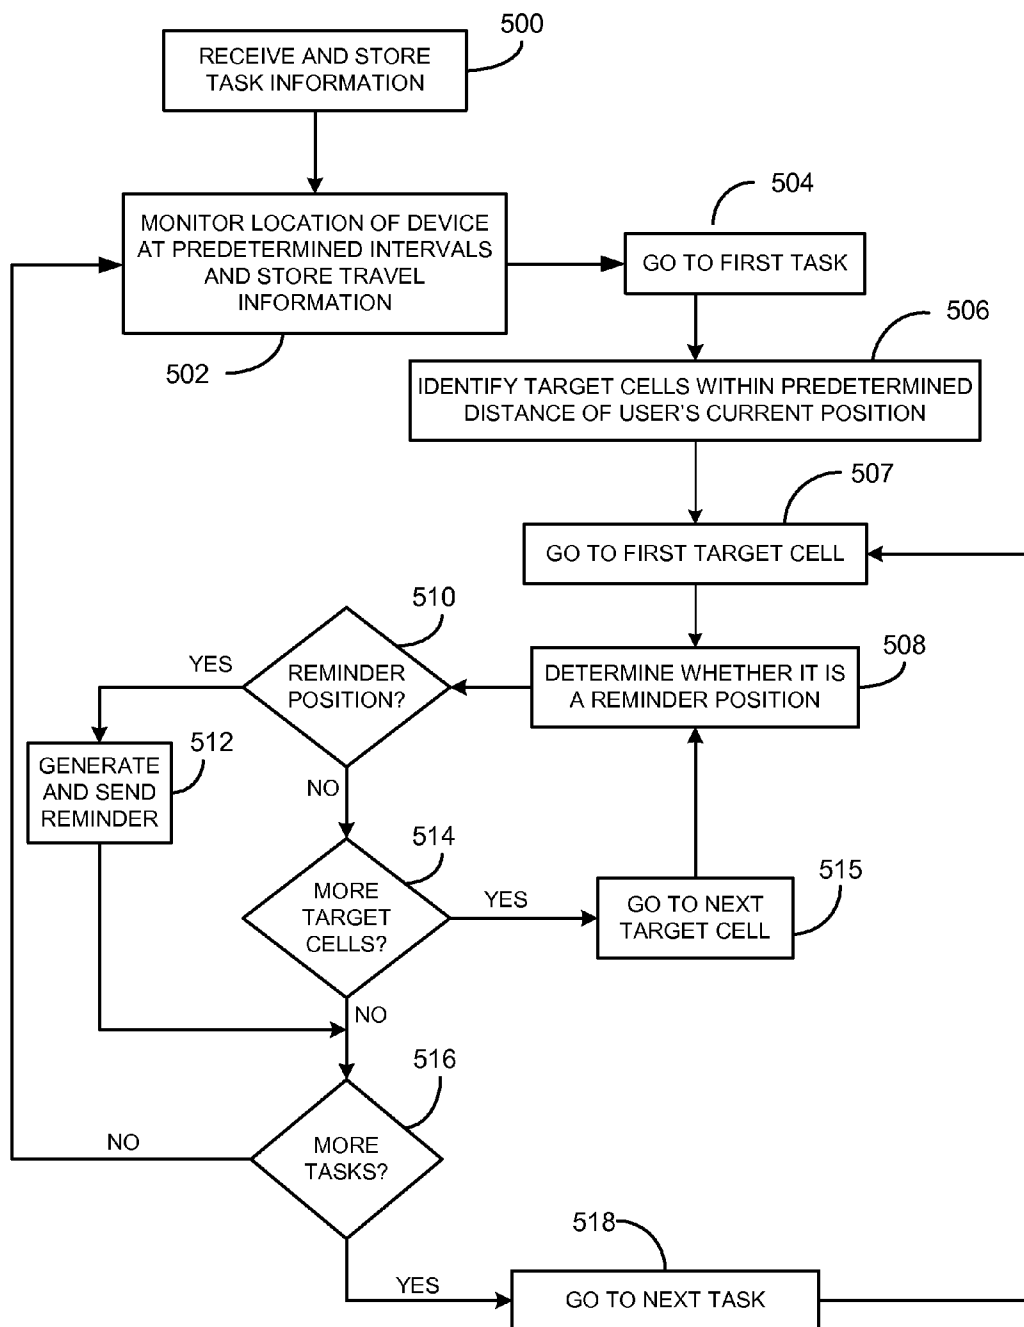 500
RECEIVE AND STORE
TASK INFORMATION
MONITOR LOCATION OF DEVICE
AT PREDETERMINED INTERVALS
AND STORE TRAVEL
INFORMATION
502
504
GO TO FIRST TASK
506
IDENTIFY TARGET CELLS WITHIN PREDETERMINED
DISTANCE OF USER'S CURRENT POSITION
507
GO TO FIRST TARGET CELL
508
DETERMINE WHETHER IT IS
A REMINDER POSITION
510
REMINDER
POSITION?
YES
NO
512
GENERATE
AND SEND
REMINDER
514
MORE
TARGET
CELLS?
YES
NO
515
GO TO NEXT
TARGET CELL
516
MORE
TASKS?
NO
YES
518
GO TO NEXT TASK